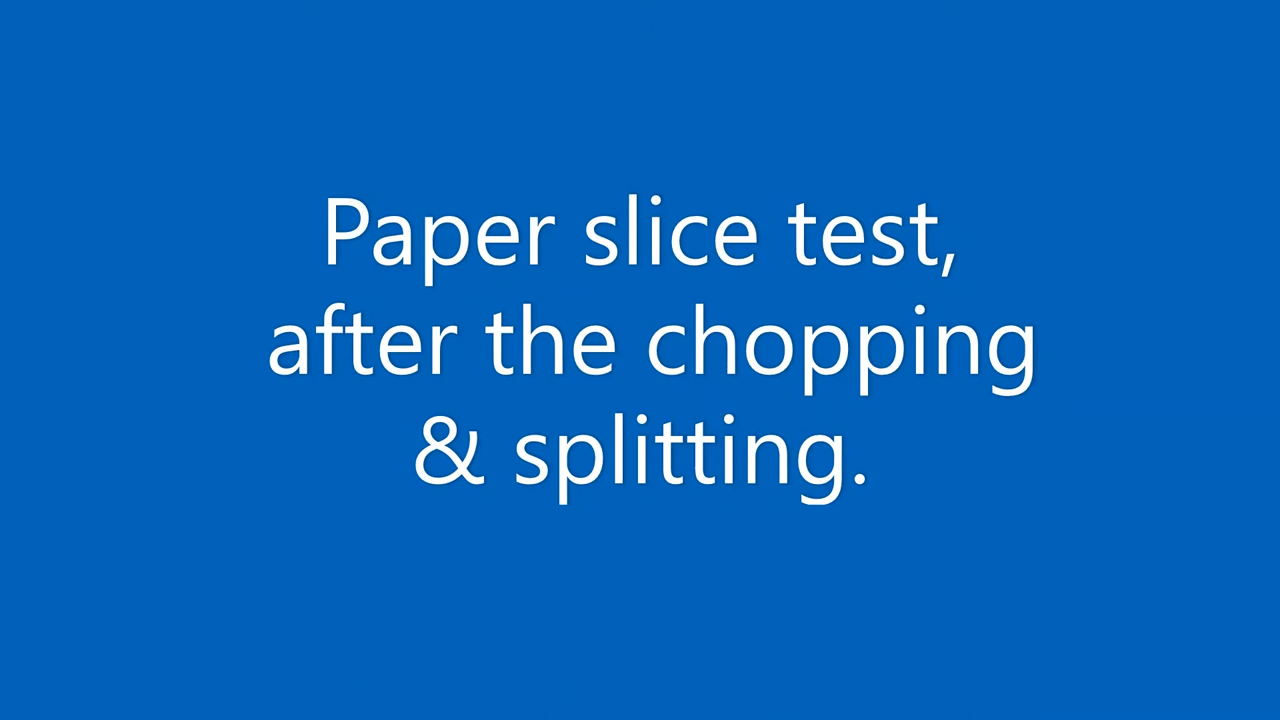 Paper slice test,
after the chopping
& splitting.